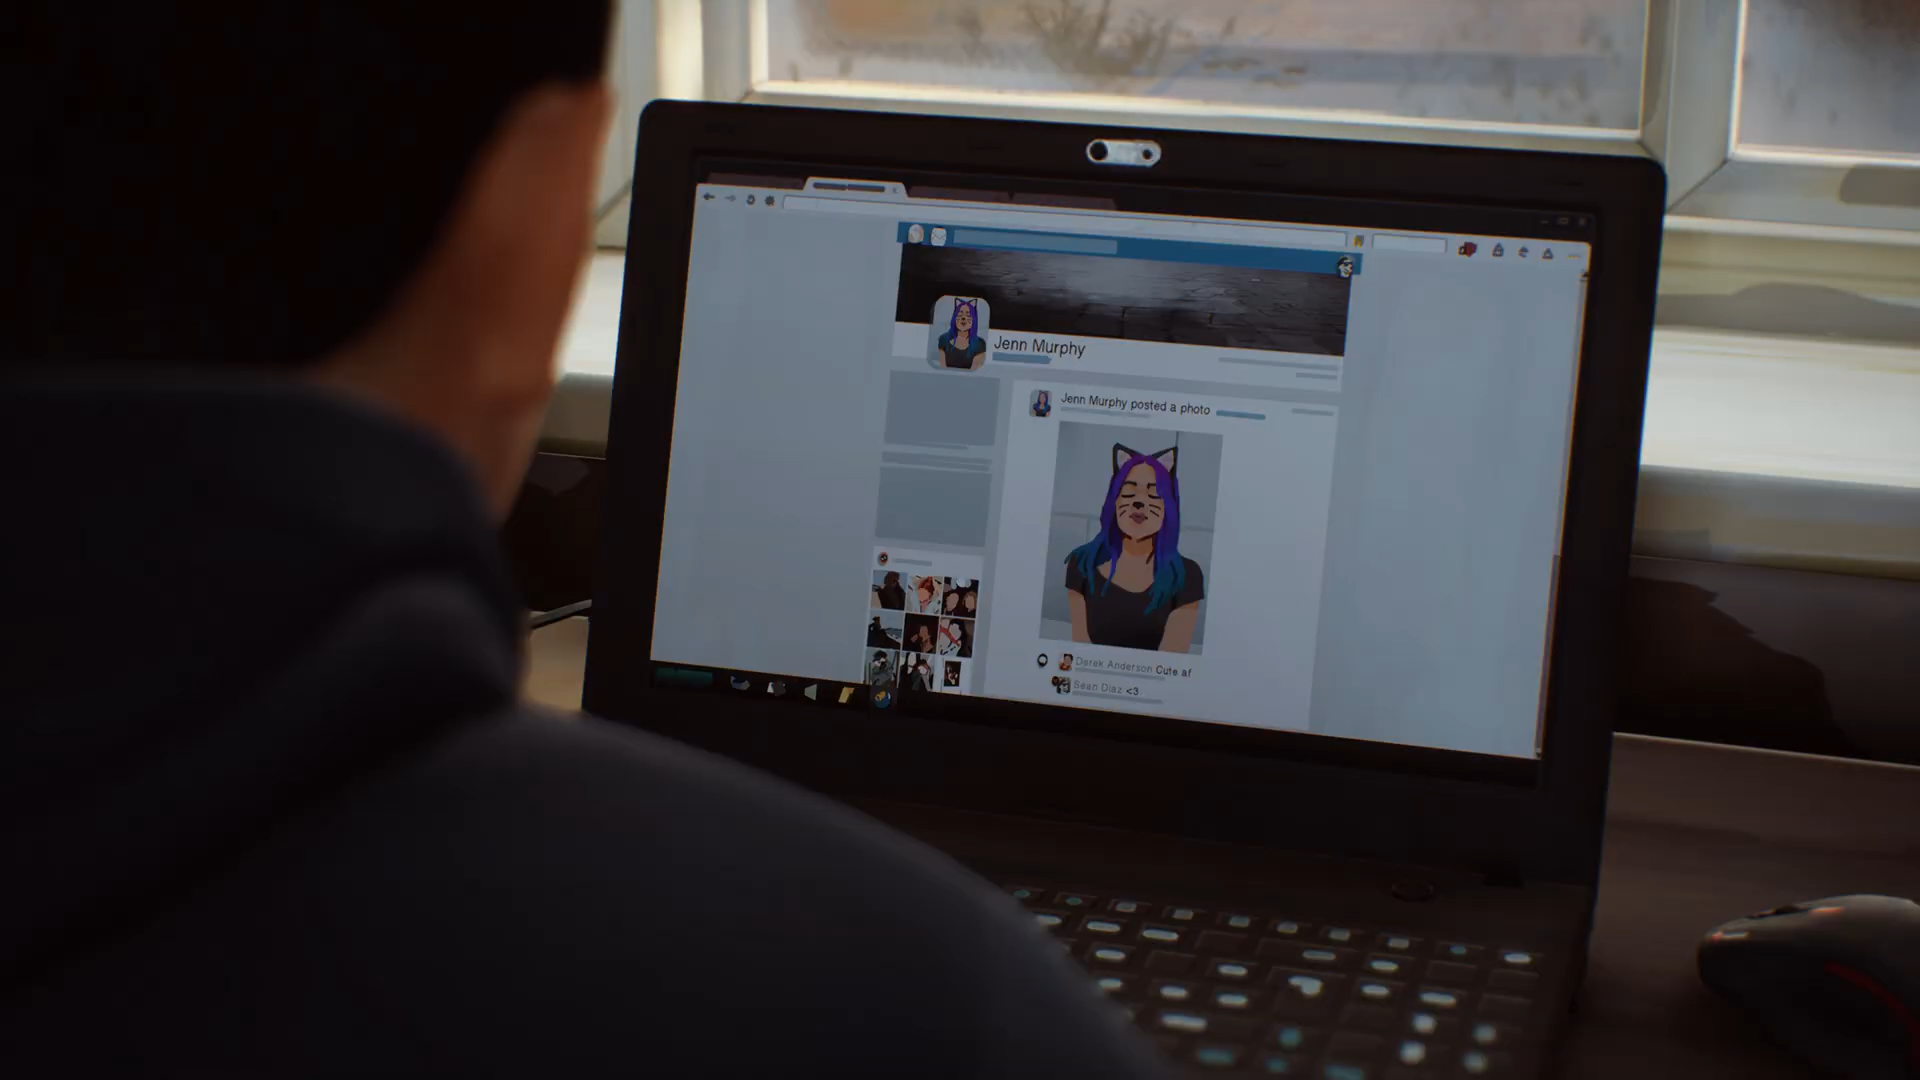 Jenn Murphy
Jenn Murphy posted a photo
Derek Anderson Cute af
Sean Diaz <3